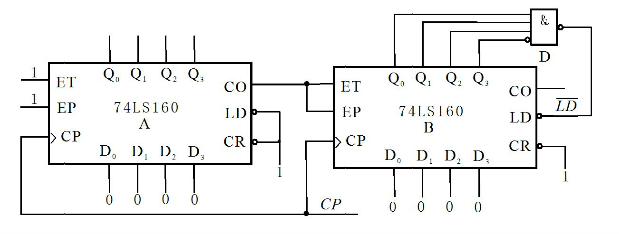 &
D
1 ET Q₀ Q₁ Q₂ Q₃ CO
1 EP 74LS160 LD
A
CP CR
D₀ D₁ D₂ D₃ 1
0 0 0 0
ET Q₀ Q₁ Q₂ Q₃ CO
EP 74LS160 LD L̅D̅
B
CP CR
D₀ D₁ D₂ D₃ 1
0 0 0 0
CP